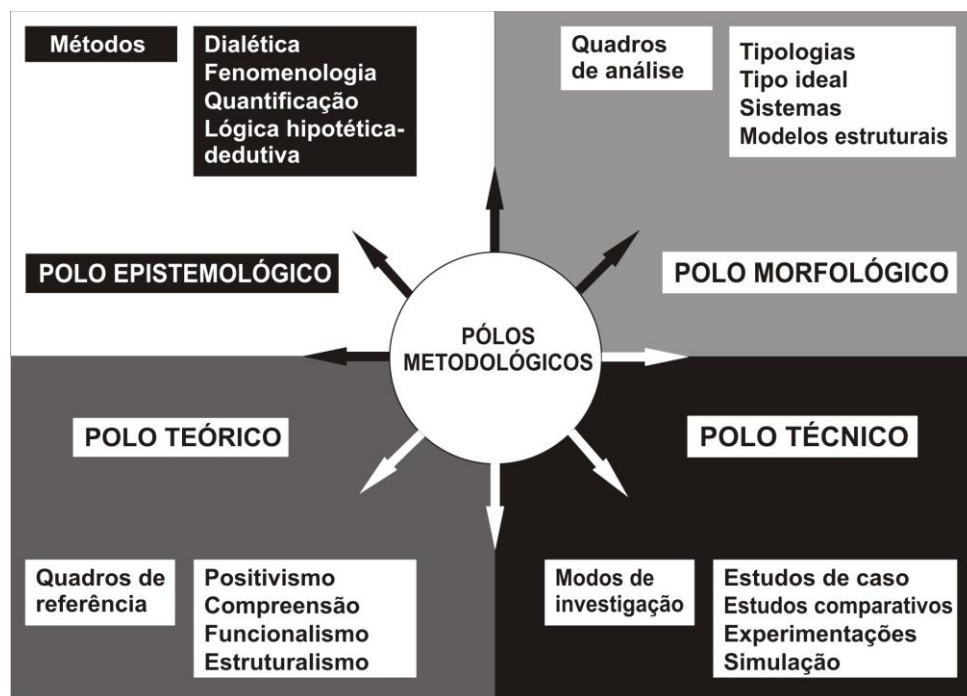 Métodos
Dialética
Fenomenologia
Quantificação
Lógica hipotética-
dedutiva
POLO EPISTEMOLÓGICO
Quadros
de análise
Tipologias
Tipo ideal
Sistemas
Modelos estruturais
POLO MORFOLÓGICO
PÓLOS
METODOLÓGICOS
POLO TEÓRICO
Quadros de
referência
Positivismo
Compreensão
Funcionalismo
Estruturalismo
POLO TÉCNICO
Modos de
investigação
Estudos de caso
Estudos comparativos
Experimentações
Simulação